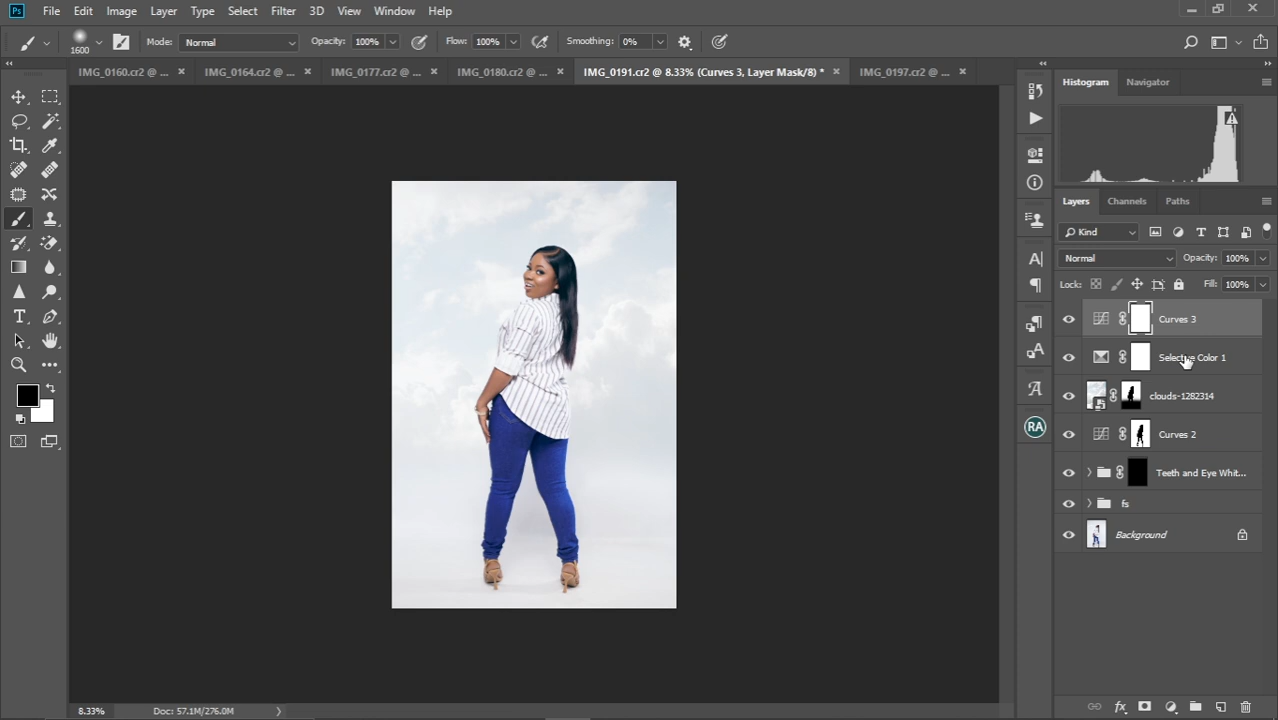 Ps File Edit Image Layer Type Select Filter 3D View Window Help
1600 Mode: Normal Opacity: 100% Flow: 100% Smoothing: 0%
IMG_0160.cr2 @ ... IMG_0164.cr2 @ ... IMG_0177.cr2 @ ... IMG_0180.cr2 @ ... IMG_0191.cr2 @ 8.33% (Curves 3, Layer Mask/8) * IMG_0197.cr2 @ ...
Histogram Navigator
Layers Channels Paths
Kind
Normal Opacity: 100%
Lock: Fill: 100%
Curves 3
Selective Color 1
clouds-1282314
Curves 2
Teeth and Eye Whit...
fs
Background
RA
8.33% Doc: 57.1M/276.0M